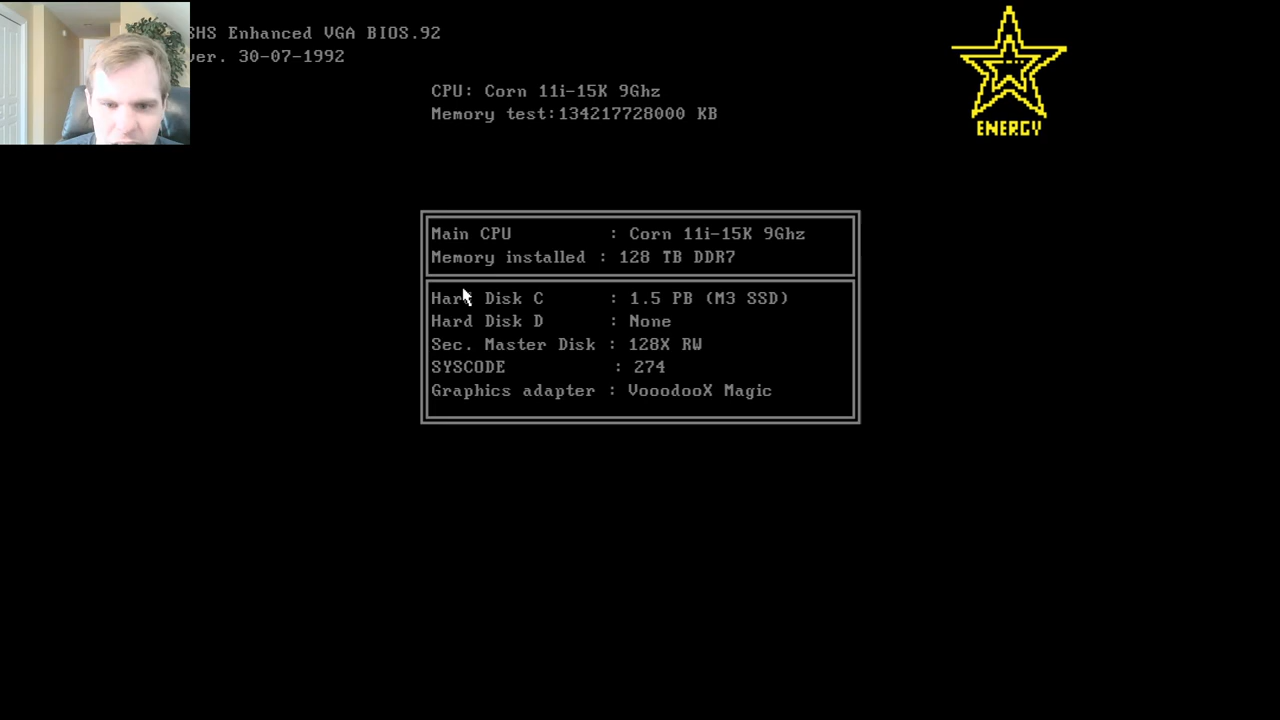 SHS Enhanced VGA BIOS.92
ver. 30-07-1992
CPU: Corn 11i-15K 9Ghz
Memory test:134217728000 KB
ENERGY
Main CPU : Corn 11i-15K 9Ghz
Memory installed : 128 TB DDR7
Hard Disk C : 1.5 PB (M3 SSD)
Hard Disk D : None
Sec. Master Disk : 128X RW
SYSCODE : 274
Graphics adapter : VooodooX Magic